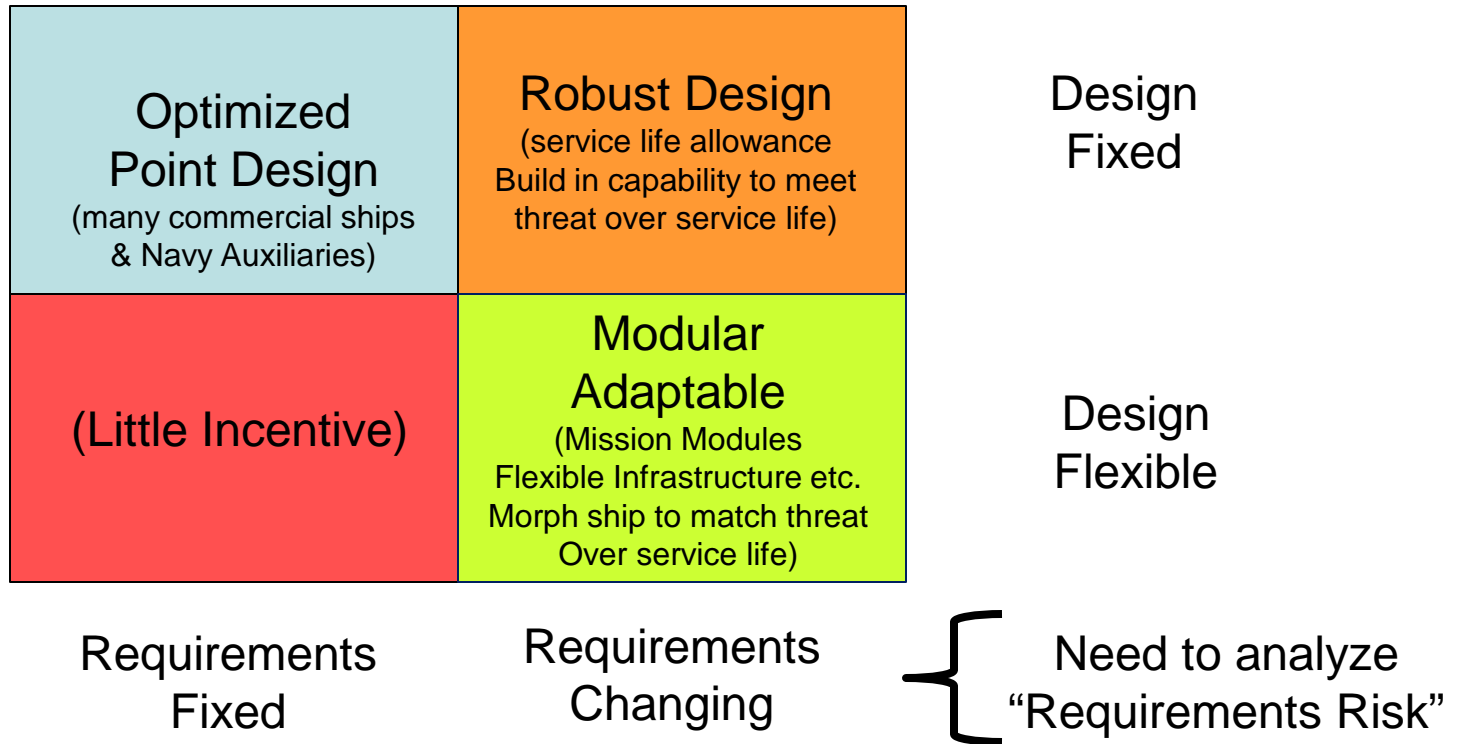 Optimized
Point Design
(many commercial ships
& Navy Auxiliaries)
Robust Design
(service life allowance
Build in capability to meet
threat over service life)
Design
Fixed
(Little Incentive)
Modular
Adaptable
(Mission Modules
Flexible Infrastructure etc.
Morph ship to match threat
Over service life)
Design
Flexible
Requirements
Fixed
Requirements
Changing
Need to analyze
“Requirements Risk”